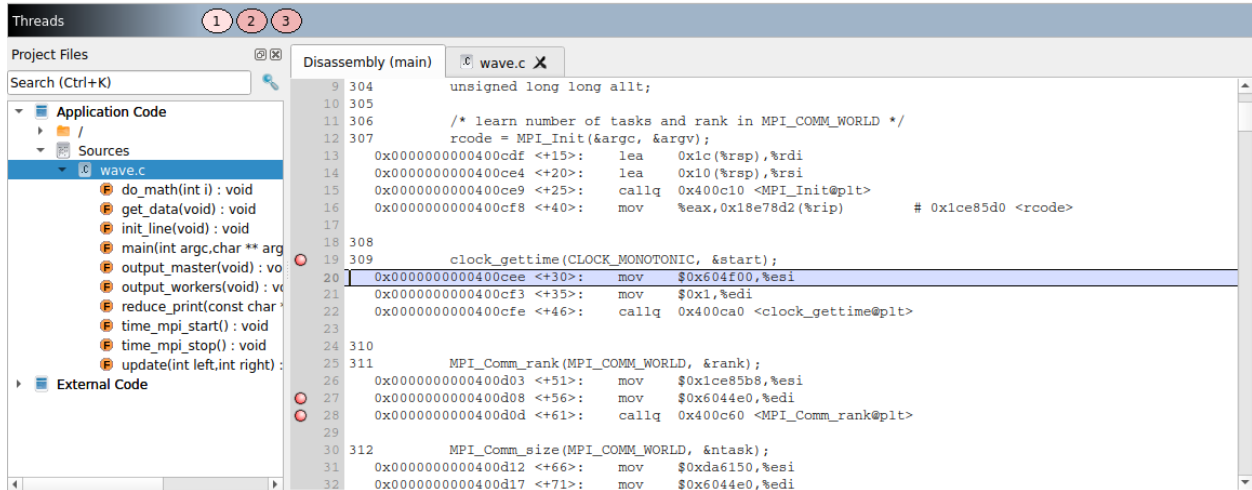 Threads 1 2 3
Project Files
Search (Ctrl+K)
Application Code
/
Sources
wave.c
do_math(int i) : void
get_data(void) : void
init_line(void) : void
main(int argc,char ** arg
output_master(void) : vo
output_workers(void) : vo
reduce_print(const char *
time_mpi_start() : void
time_mpi_stop() : void
update(int left,int right) :
External Code
Disassembly (main) wave.c
9 304 unsigned long long allt;
10 305
11 306 /* learn number of tasks and rank in MPI_COMM_WORLD */
12 307 rcode = MPI_Init(&argc, &argv);
13 0x0000000000400cdf <+15>: lea 0x1c(%rsp),%rdi
14 0x0000000000400ce4 <+20>: lea 0x10(%rsp),%rsi
15 0x0000000000400ce9 <+25>: callq 0x400c10 <MPI_Init@plt>
16 0x0000000000400cf8 <+40>: mov %eax,0x18e78d2(%rip) # 0x1ce85d0 <rcode>
17
18 308
19 309 clock_gettime(CLOCK_MONOTONIC, &start);
20 0x0000000000400cee <+30>: mov $0x604f00,%esi
21 0x0000000000400cf3 <+35>: mov $0x1,%edi
22 0x0000000000400cfe <+46>: callq 0x400ca0 <clock_gettime@plt>
23
24 310
25 311 MPI_Comm_rank(MPI_COMM_WORLD, &rank);
26 0x0000000000400d03 <+51>: mov $0x1ce85b8,%esi
27 0x0000000000400d08 <+56>: mov $0x6044e0,%edi
28 0x0000000000400d0d <+61>: callq 0x400c60 <MPI_Comm_rank@plt>
29
30 312 MPI_Comm_size(MPI_COMM_WORLD, &ntask);
31 0x0000000000400d12 <+66>: mov $0xda6150,%esi
32 0x0000000000400d17 <+71>: mov $0x6044e0,%edi